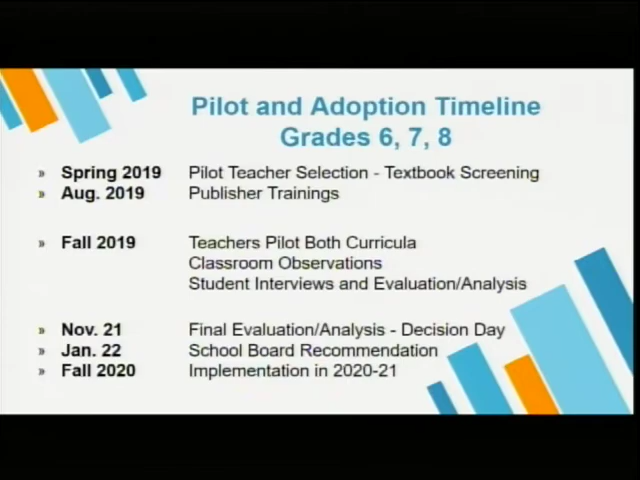 Pilot and Adoption Timeline
Grades 6, 7, 8
» Spring 2019 Pilot Teacher Selection - Textbook Screening
» Aug. 2019 Publisher Trainings
» Fall 2019 Teachers Pilot Both Curricula
Classroom Observations
Student Interviews and Evaluation/Analysis
» Nov. 21 Final Evaluation/Analysis - Decision Day
» Jan. 22 School Board Recommendation
» Fall 2020 Implementation in 2020-21